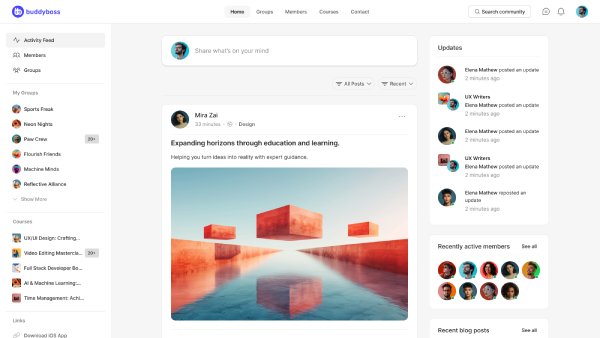 buddyboss
Home Groups Members Courses Contact
Search community
Activity Feed
Members
Groups
My Groups
Sports Freak
Neon Nights
Paw Crew 20+
Flourish Friends
Machine Minds
Reflective Alliance
Show More
Courses
UX/UI Design: Crafting...
Video Editing Mastercla... 20+
Full Stack Developer Bo...
AI & Machine Learning:...
Time Management: Achi...
Links
Download iOS App
Share what's on your mind
All Posts Recent
Mira Zai
33 minutes · Design
Expanding horizons through education and learning.
Helping you turn ideas into reality with expert guidance.
Updates
Elena Mathew posted an update
2 minutes ago
UX Writers
Elena Mathew posted an update
2 minutes ago
Elena Mathew posted an update
2 minutes ago
UX Writers
Elena Mathew posted an update
2 minutes ago
Elena Mathew reposted an
update
2 minutes ago
Recently active members See all
Recent blog posts See all